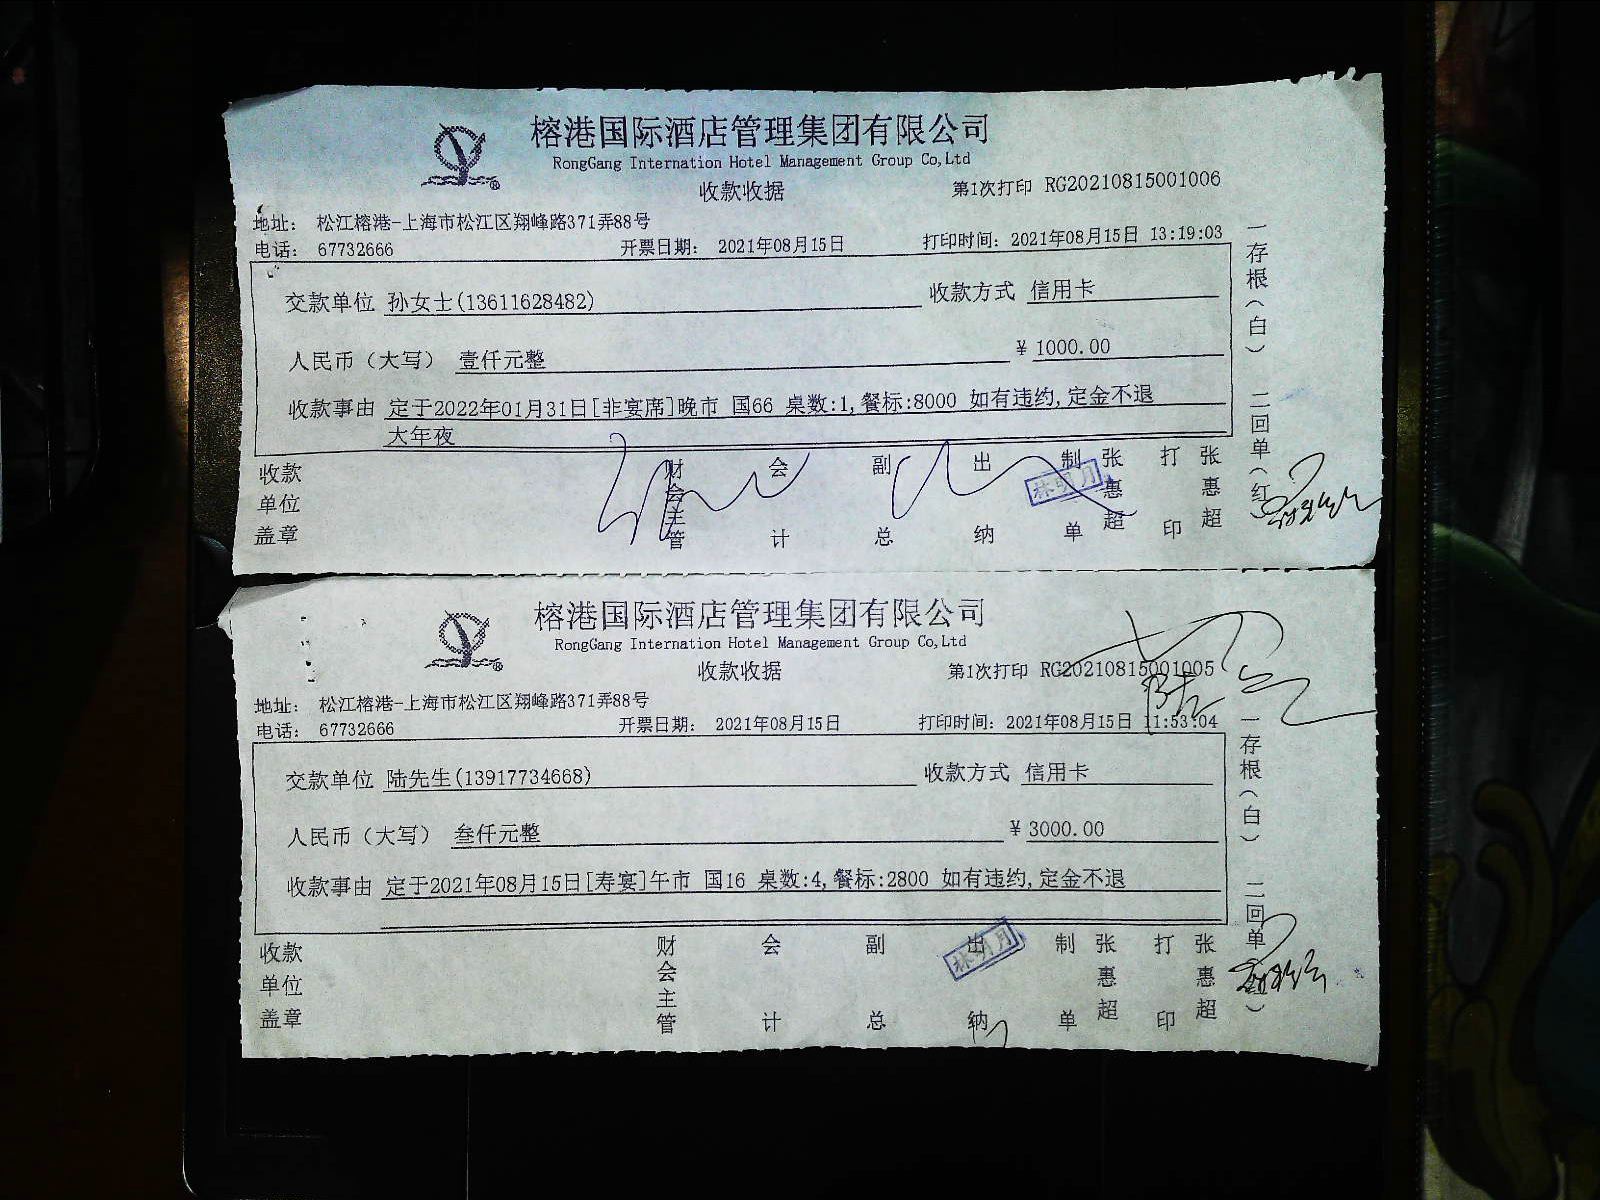 榕港国际酒店管理集团有限公司
RongGang Internation Hotel Management Group Co,Ltd
收款收据 第1次打印 RG20210815001006
地址： 松江榕港-上海市松江区翔峰路371弄88号
电话： 67732666 开票日期： 2021年08月15日 打印时间：2021年08月15日 13:19:03
交款单位 孙女士(13611628482) 收款方式 信用卡
人民币（大写） 壹仟元整 ¥ 1000.00
收款事由 定于2022年01月31日[非宴席]晚市 国66 桌数:1,餐标:8000 如有违约,定金不退
大年夜
收款单位盖章 财会主管 会计 副总 出纳 制单 张惠超 打印 张惠超
林明月
一存根（白） 二回单（红）
榕港国际酒店管理集团有限公司
RongGang Internation Hotel Management Group Co,Ltd
收款收据 第1次打印 RG20210815001005
地址： 松江榕港-上海市松江区翔峰路371弄88号
电话： 67732666 开票日期： 2021年08月15日 打印时间：2021年08月15日 11:53:04
交款单位 陆先生(13917734668) 收款方式 信用卡
人民币（大写） 叁仟元整 ¥ 3000.00
收款事由 定于2021年08月15日[寿宴]午市 国16 桌数:4,餐标:2800 如有违约,定金不退
收款单位盖章 财会主管 会计 副总 出纳 制单 张惠超 打印 张惠超
林明月
一存根（白） 二回单